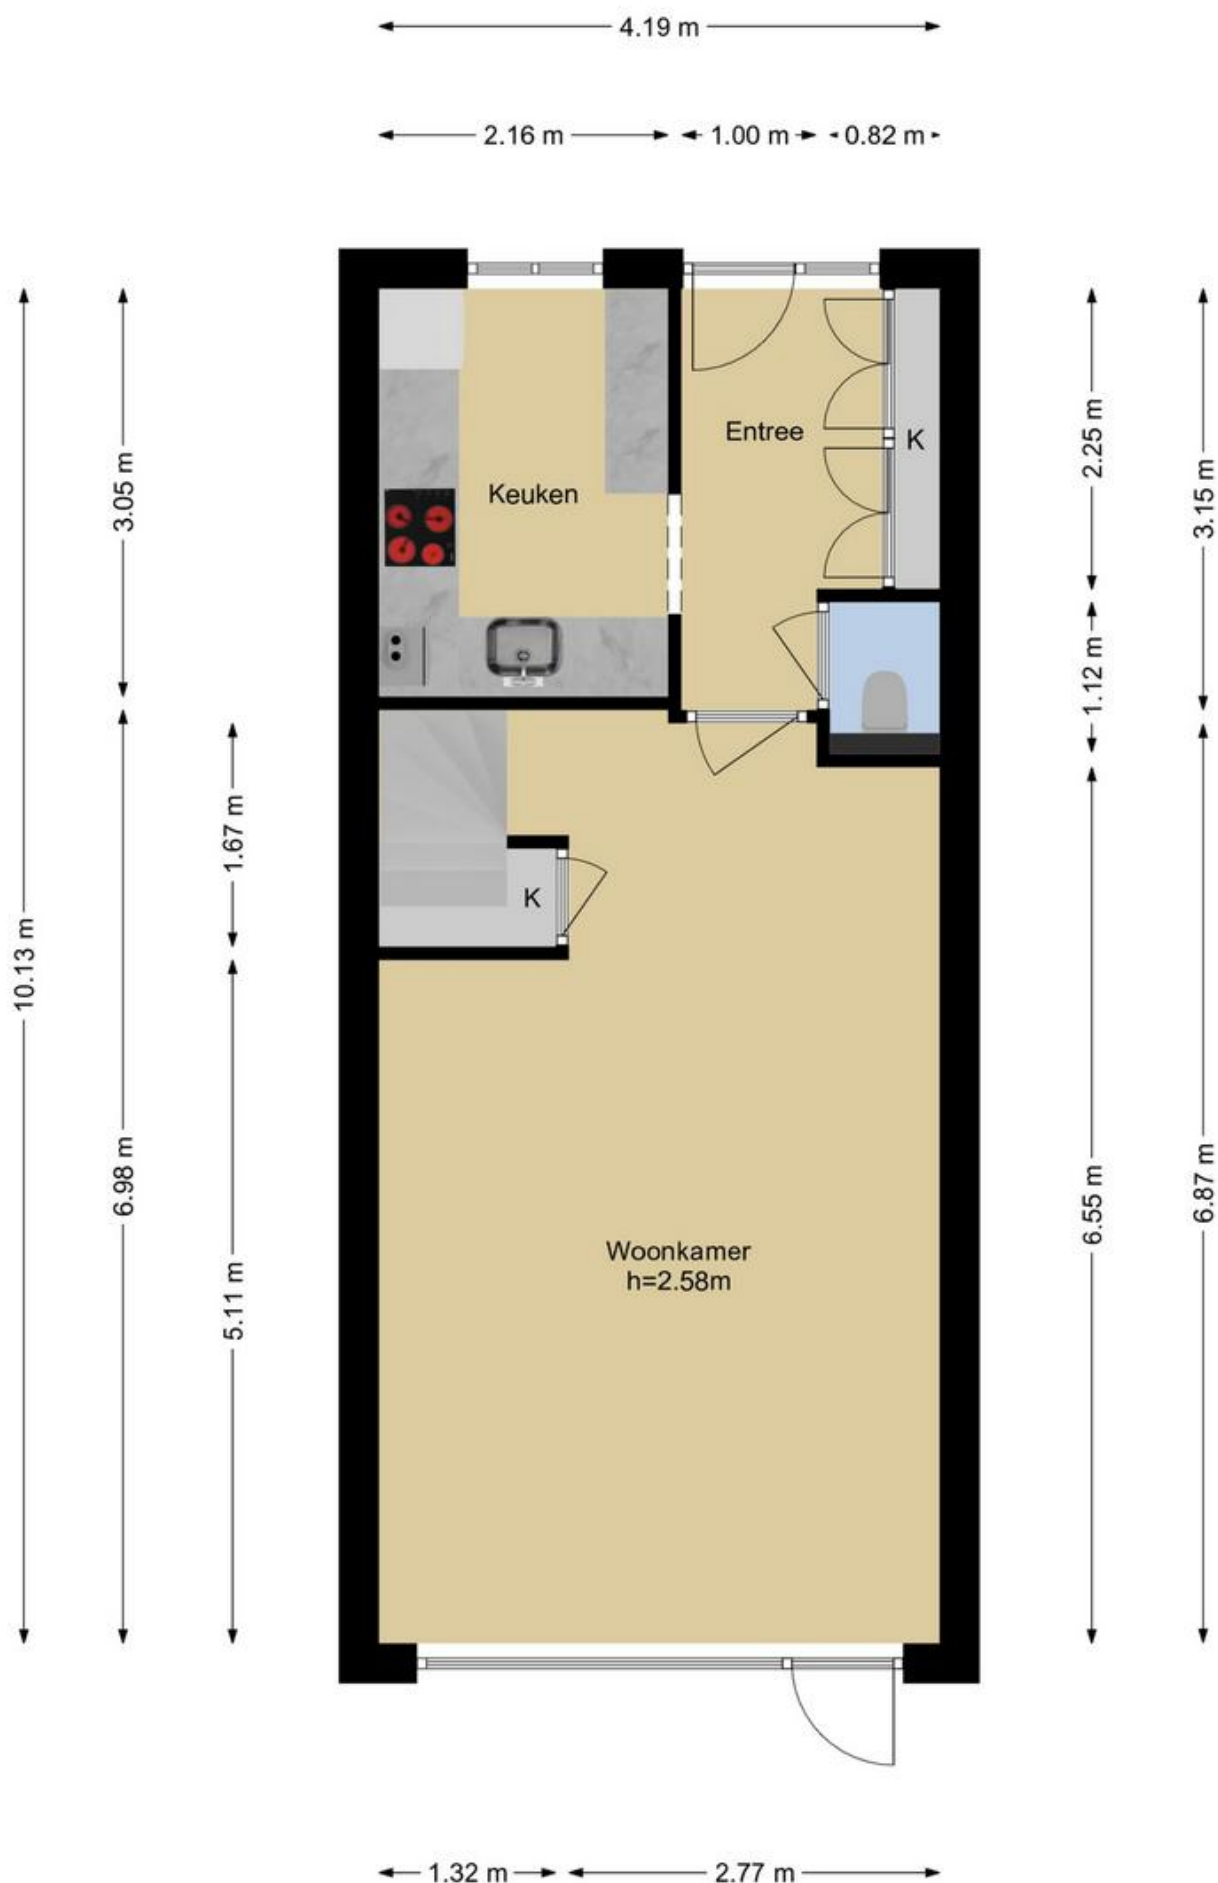 4.19 m
2.16 m
1.00 m
0.82 m
Entree
K
Keuken
K
Woonkamer
h=2.58m
10.13 m
3.05 m
6.98 m
1.67 m
5.11 m
2.25 m
1.12 m
6.55 m
3.15 m
6.87 m
1.32 m
2.77 m